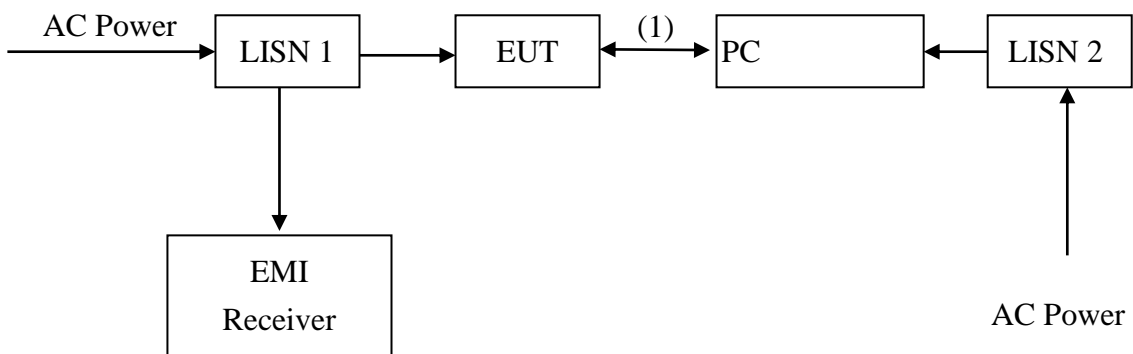 AC Power
LISN 1
EUT
(1)
PC
LISN 2
EMI
Receiver
AC Power